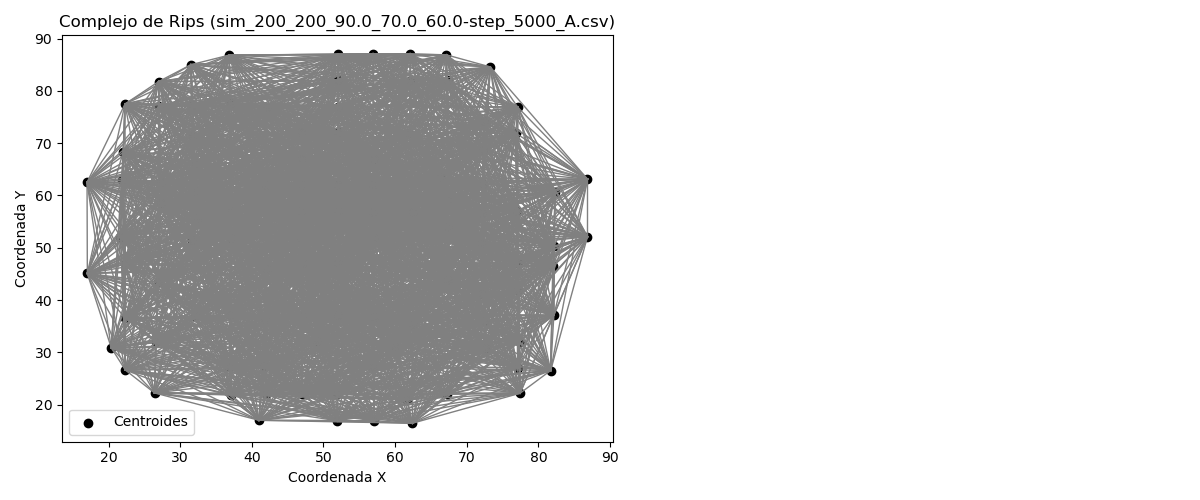 Complejo de Rips (sim_200_200_90.0_70.0_60.0-step_5000_A.csv)
90
80
70
60
50
40
30
20
Coordenada Y
Centroides
20 30 40 50 60 70 80 90
Coordenada X